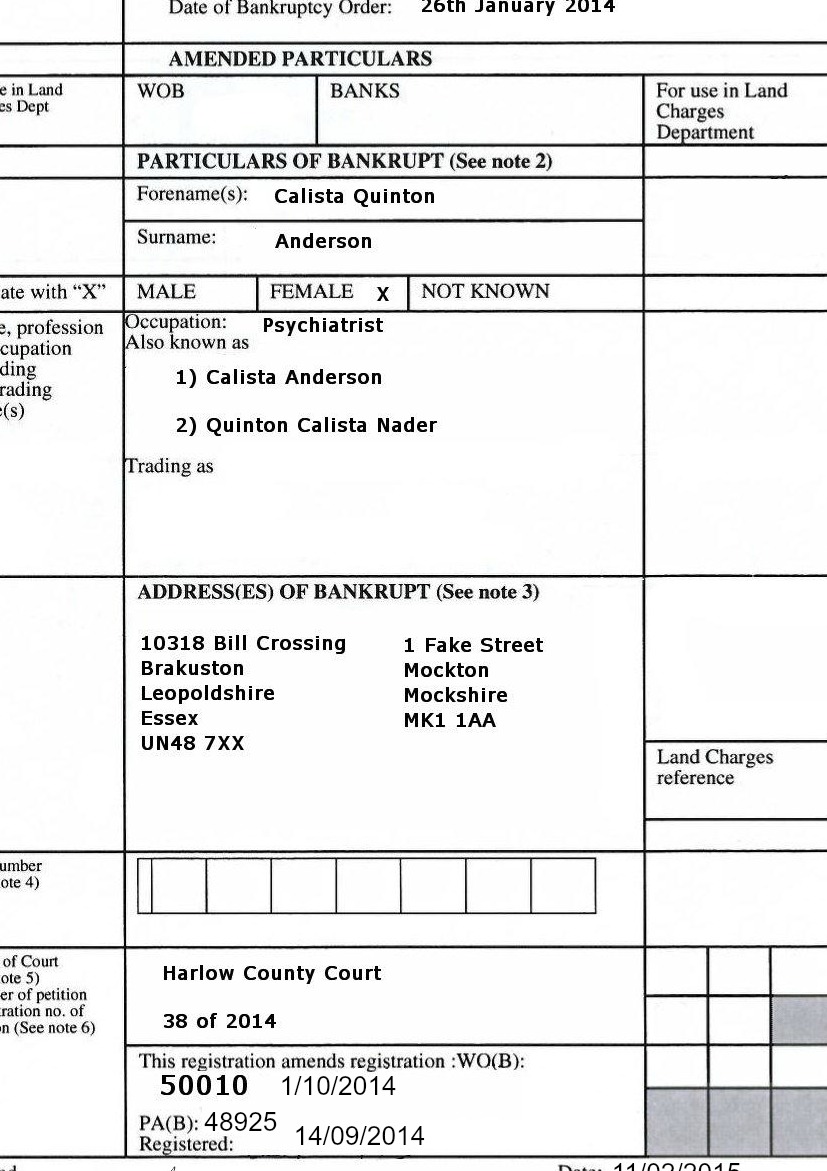 Date of Bankruptcy Order: 26th January 2014
AMENDED PARTICULARS
e in Land
es Dept
WOB
BANKS
For use in Land
Charges
Department
PARTICULARS OF BANKRUPT (See note 2)
Forename(s): Calista Quinton
Surname: Anderson
ate with “X”
MALE
FEMALE X
NOT KNOWN
e, profession
cupation
ding
rading
e(s)
Occupation: Psychiatrist
Also known as
1) Calista Anderson
2) Quinton Calista Nader
Trading as
ADDRESS(ES) OF BANKRUPT (See note 3)
10318 Bill Crossing
Brakuston
Leopoldshire
Essex
UN48 7XX
1 Fake Street
Mockton
Mockshire
MK1 1AA
Land Charges
reference
umber
ote 4)
of Court
ote 5)
er of petition
ration no. of
n (See note 6)
Harlow County Court
38 of 2014
This registration amends registration :WO(B):
50010 1/10/2014
PA(B): 48925
Registered: 14/09/2014
Date: 11/02/2015